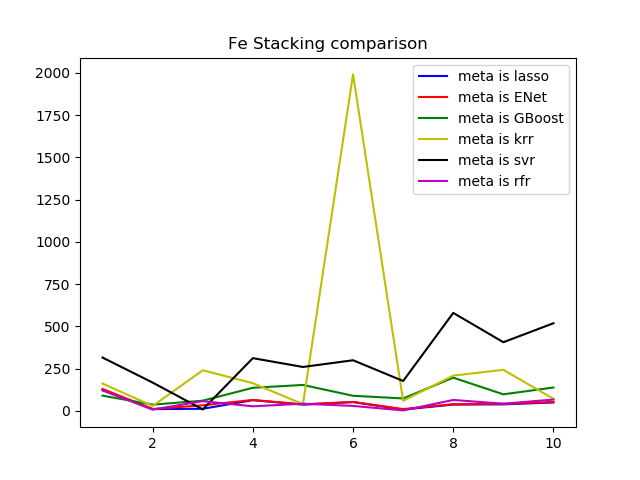 Fe Stacking comparison
2000
1750
1500
1250
1000
750
500
250
0
2
4
6
8
10
meta is lasso
meta is ENet
meta is GBoost
meta is krr
meta is svr
meta is rfr